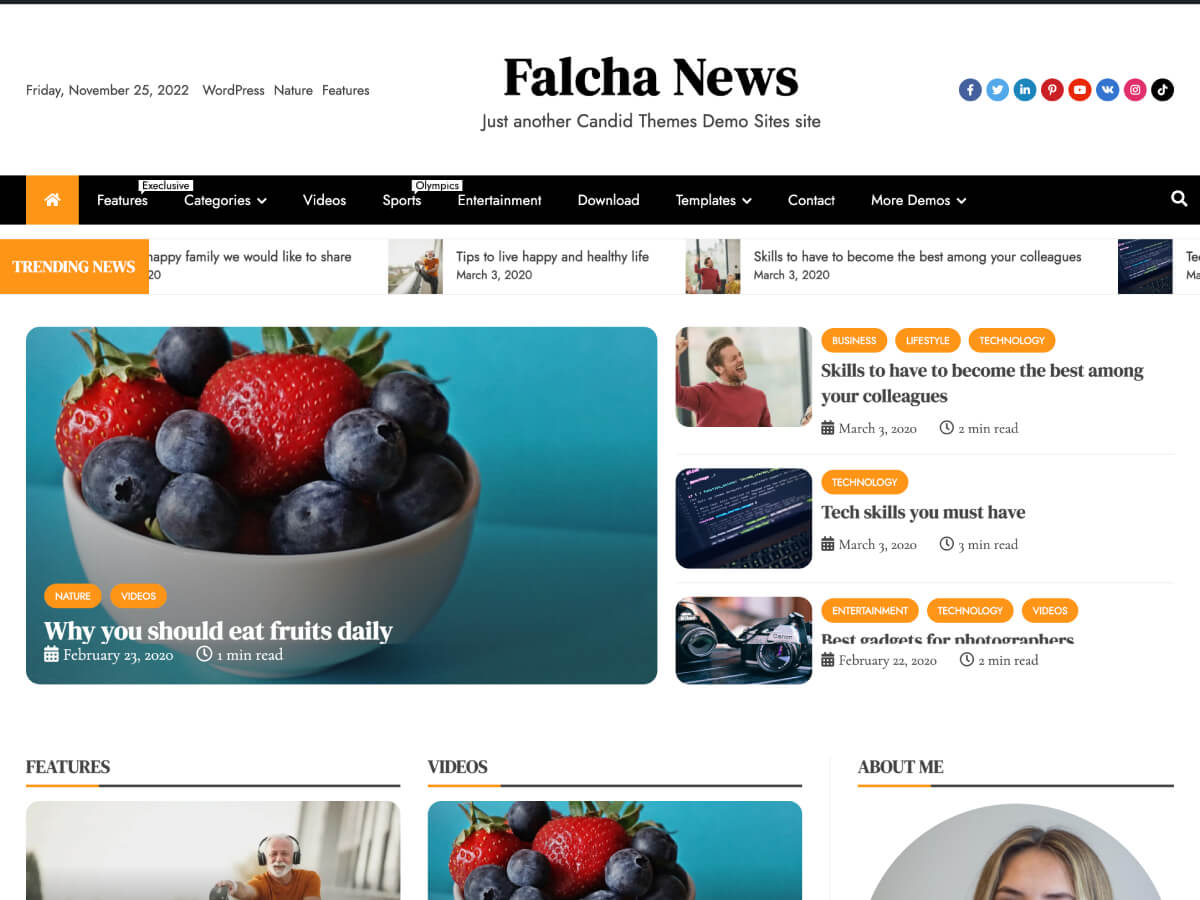 Friday, November 25, 2022 WordPress Nature Features
Falcha News
Just another Candid Themes Demo Sites site
Execlusive
Olympics
Features Categories Videos Sports Entertainment Download Templates Contact More Demos
TRENDING NEWS
happy family we would like to share
20
Tips to live happy and healthy life
March 3, 2020
Skills to have to become the best among your colleagues
March 3, 2020
NATURE VIDEOS
Why you should eat fruits daily
February 23, 2020 1 min read
BUSINESS LIFESTYLE TECHNOLOGY
Skills to have to become the best among
your colleagues
March 3, 2020 2 min read
TECHNOLOGY
Tech skills you must have
March 3, 2020 3 min read
Canon
ENTERTAINMENT TECHNOLOGY VIDEOS
Best gadgets for photographers
February 22, 2020 2 min read
FEATURES
VIDEOS
ABOUT ME